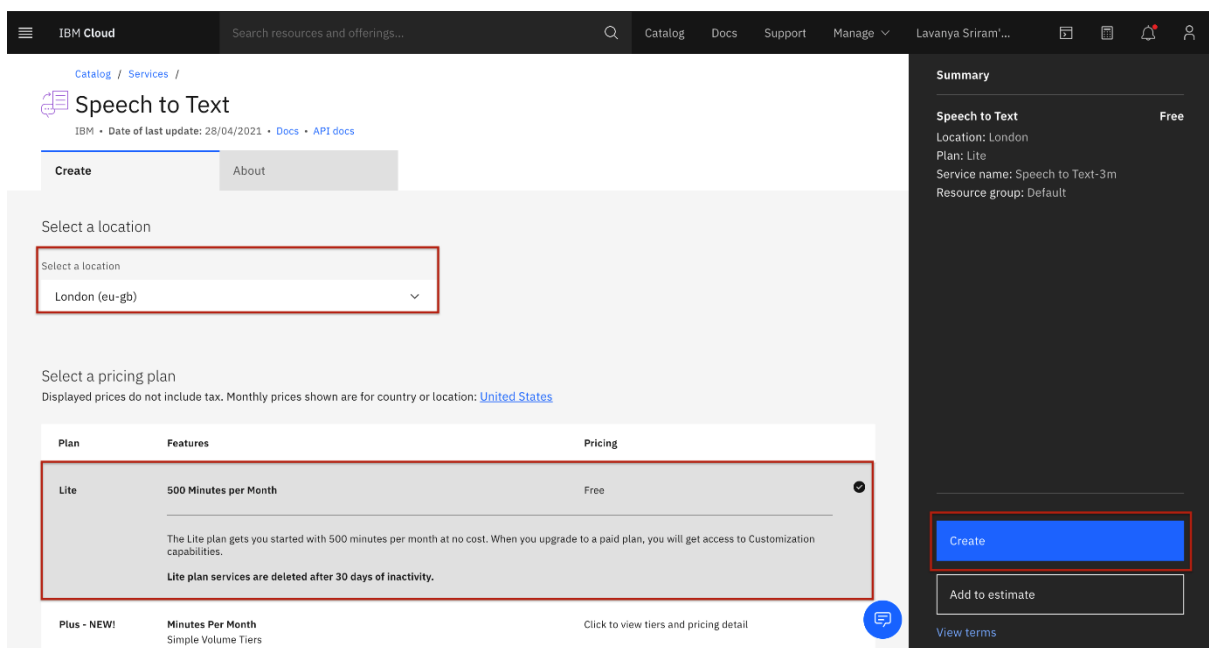 IBM Cloud
Search resources and offerings...
Catalog
Docs
Support
Manage
Lavanya Sriram'...
Catalog / Services /
Speech to Text
IBM • Date of last update: 28/04/2021 • Docs • API docs
Create
About
Select a location
Select a location
London (eu-gb)
Select a pricing plan
Displayed prices do not include tax. Monthly prices shown are for country or location: United States
Plan
Features
Pricing
Lite
500 Minutes per Month
Free
The Lite plan gets you started with 500 minutes per month at no cost. When you upgrade to a paid plan, you will get access to Customization
capabilities.
Lite plan services are deleted after 30 days of inactivity.
Plus - NEW!
Minutes Per Month
Click to view tiers and pricing detail
Simple Volume Tiers
Summary
Speech to Text
Free
Location: London
Plan: Lite
Service name: Speech to Text-3m
Resource group: Default
Create
Add to estimate
View terms